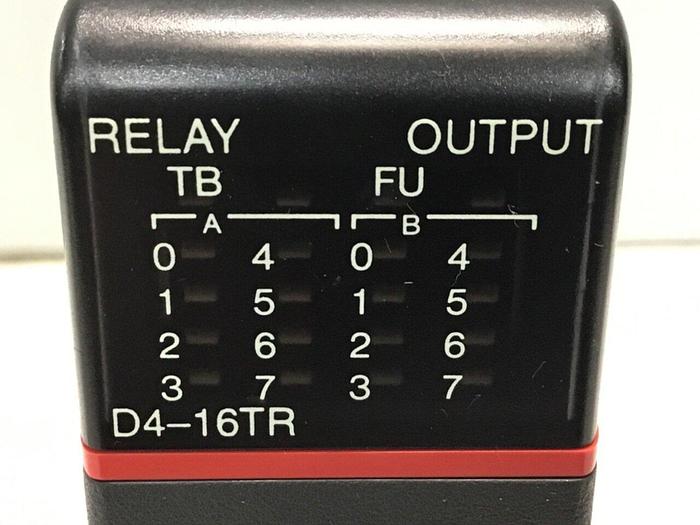 RELAY OUTPUT
TB FU
A B
0 4 0 4
1 5 1 5
2 6 2 6
3 7 3 7
D4-16TR